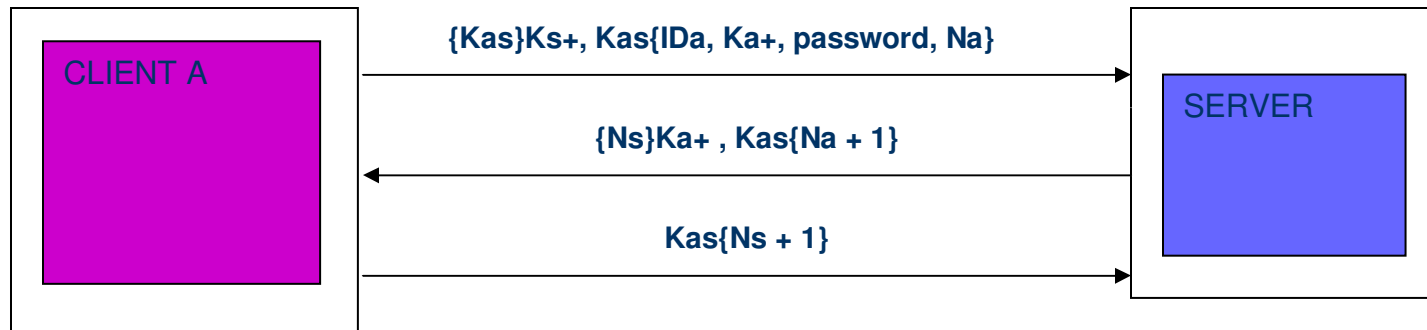 {Kas}Ks+, Kas{IDa, Ka+, password, Na}
CLIENT A
SERVER
{Ns}Ka+ , Kas{Na + 1}
Kas{Ns + 1}